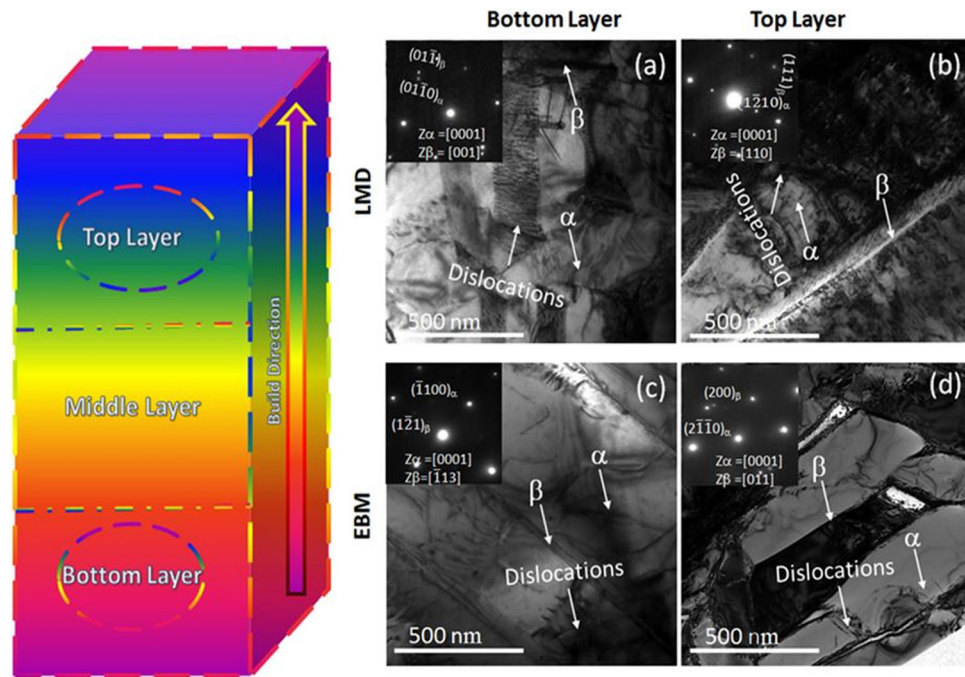 Top Layer
Middle Layer
Bottom Layer
Build Direction
Bottom Layer
Top Layer
LMD
EBM
(a)
(011̅)β
(011̅0)α
Zα =[0001]
Zβ = [001]
β
α
Dislocations
500 nm
(b)
(111)β
(12̅10)α
Zα =[0001]
Zβ = [110]
Dislocations
α
β
500 nm
(c)
(1̅100)α
(12̅1)β
Zα =[0001]
Zβ=[1̅13]
α
β
Dislocations
500 nm
(d)
(200)β
(21̅1̅0)α
Zα =[0001]
Zβ =[011]
β
α
Dislocations
500 nm